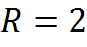 R = 2